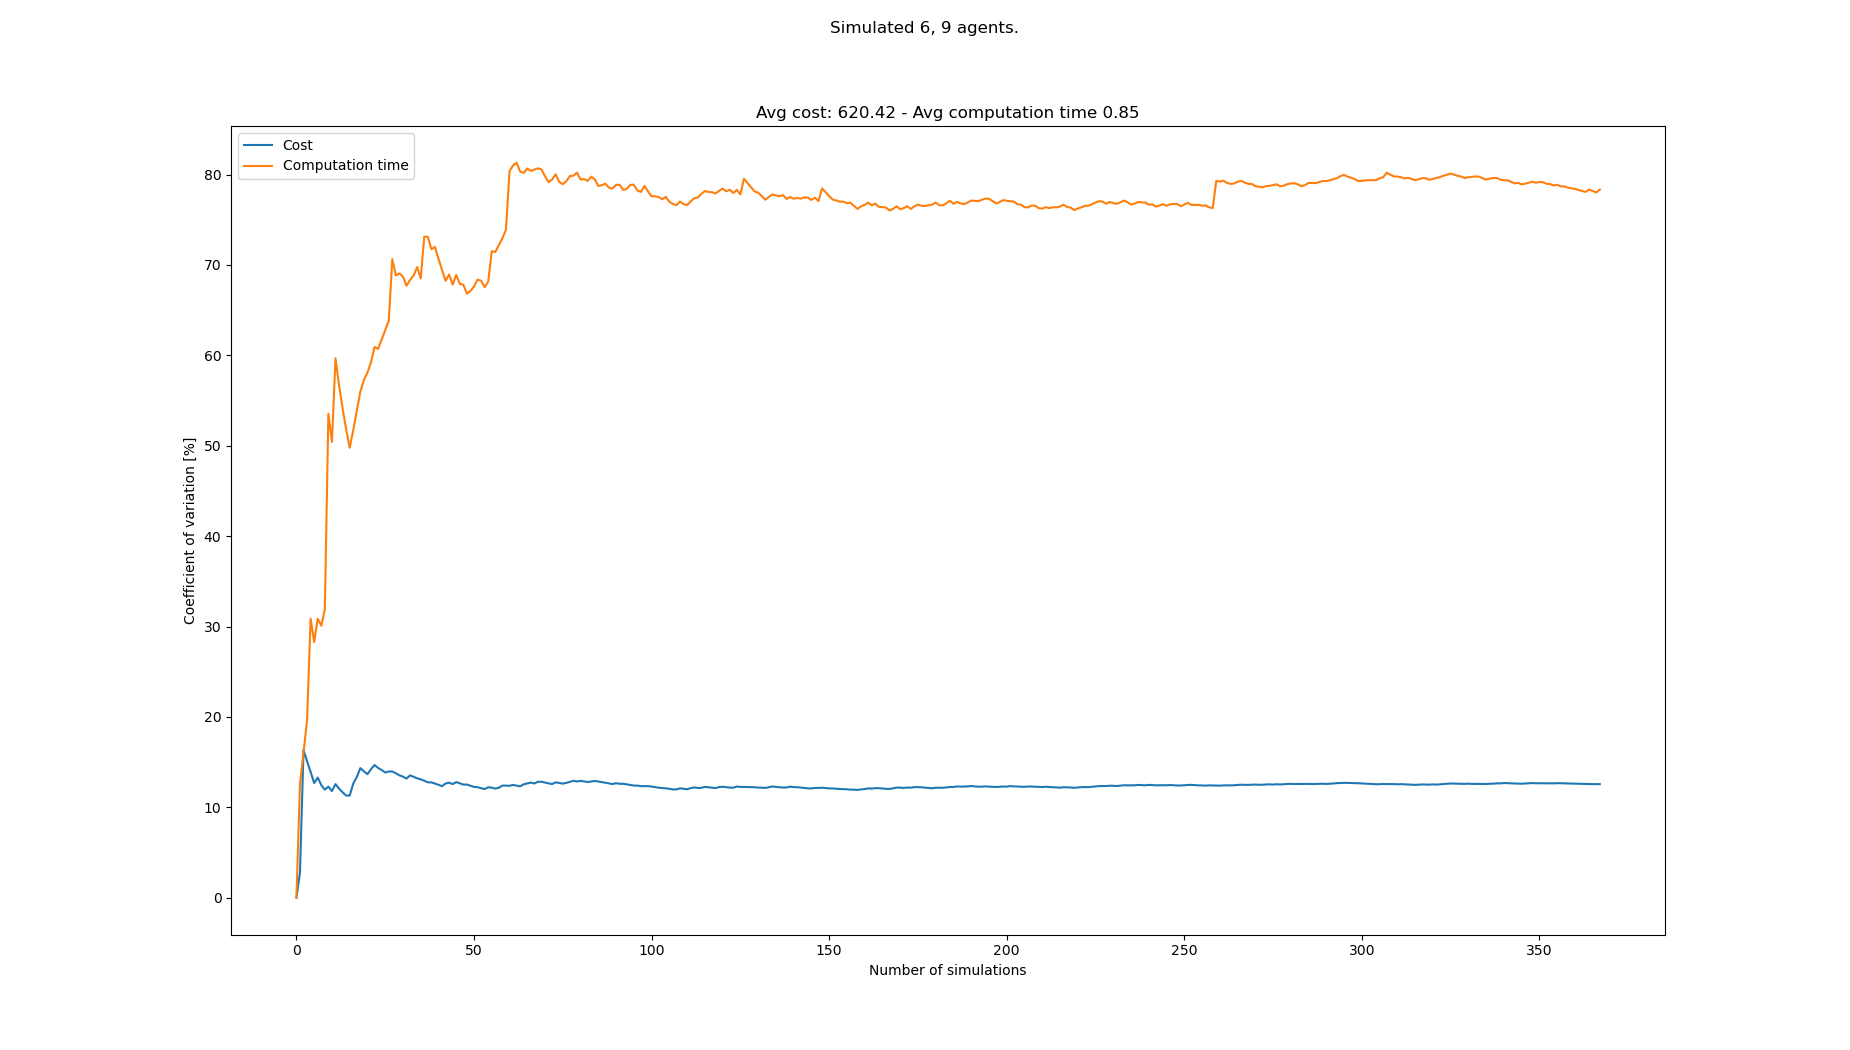 Simulated 6, 9 agents.
Avg cost: 620.42 - Avg computation time 0.85
Cost
Computation time
80
70
60
50
40
30
20
10
0
Coefficient of variation [%]
0 50 100 150 200 250 300 350
Number of simulations